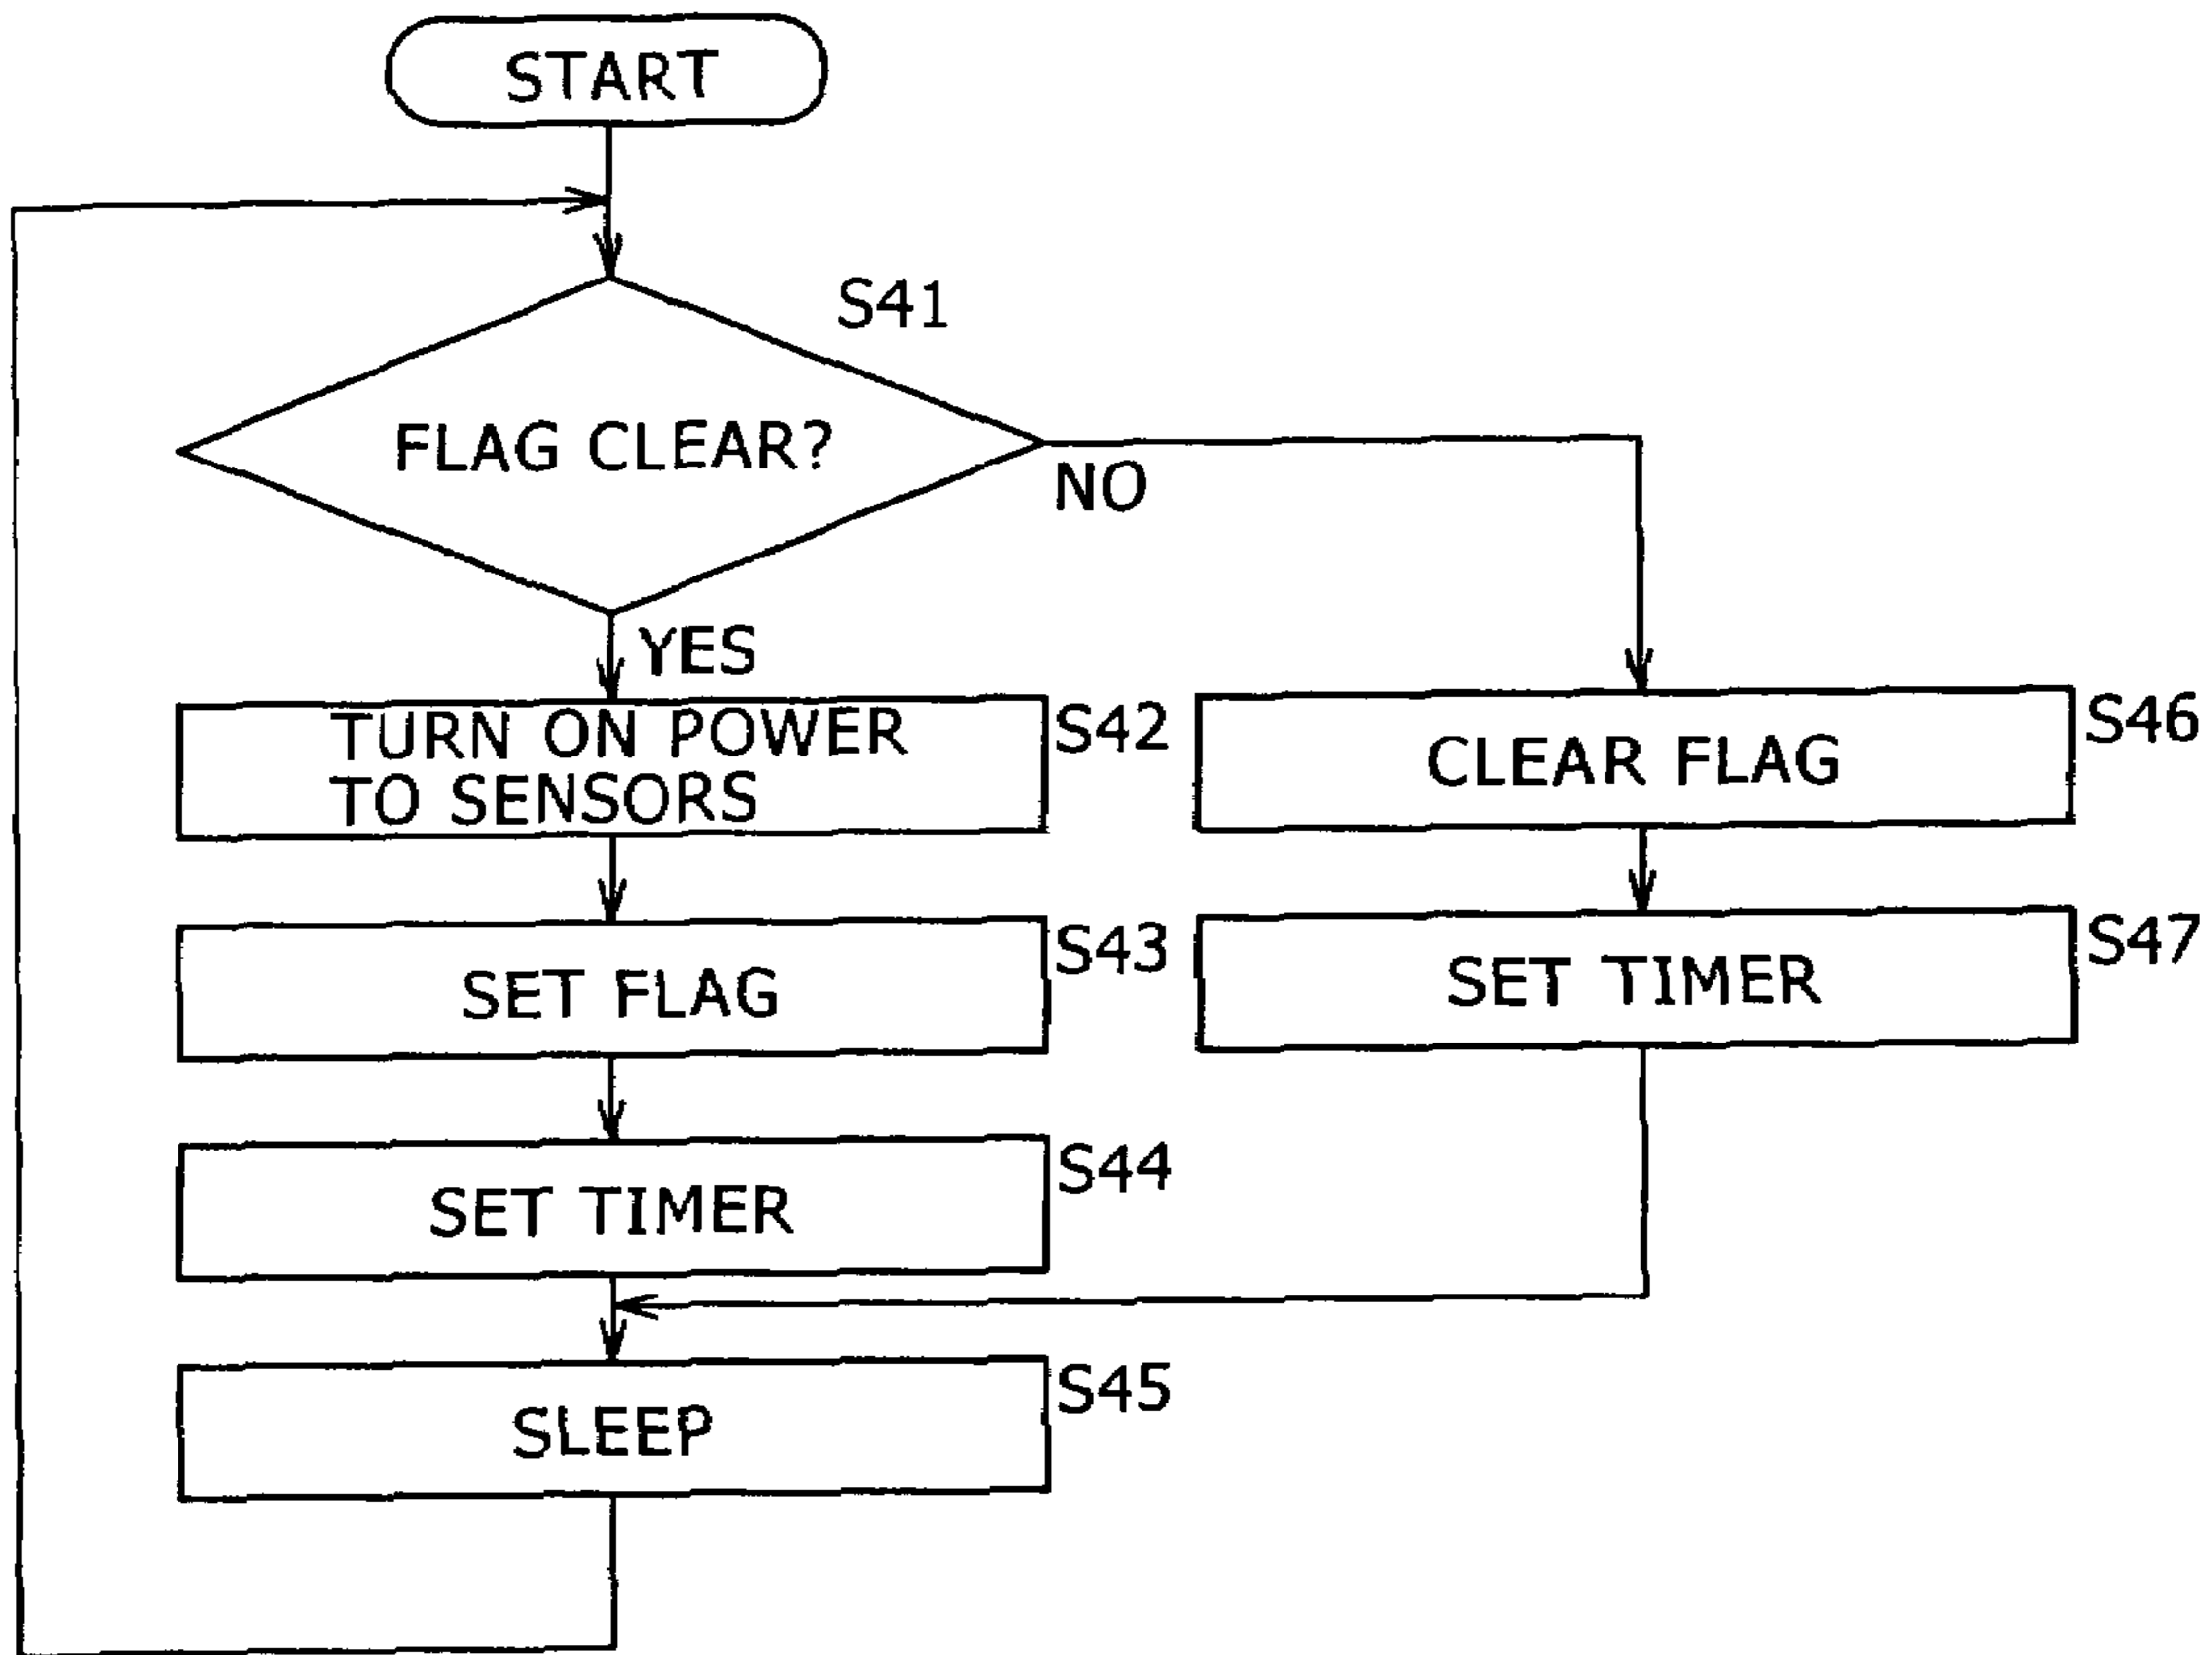 START
S41
FLAG CLEAR?
NO
YES
TURN ON POWER
TO SENSORS
S42
SET FLAG
S43
SET TIMER
S44
SLEEP
S45
CLEAR FLAG
S46
SET TIMER
S47